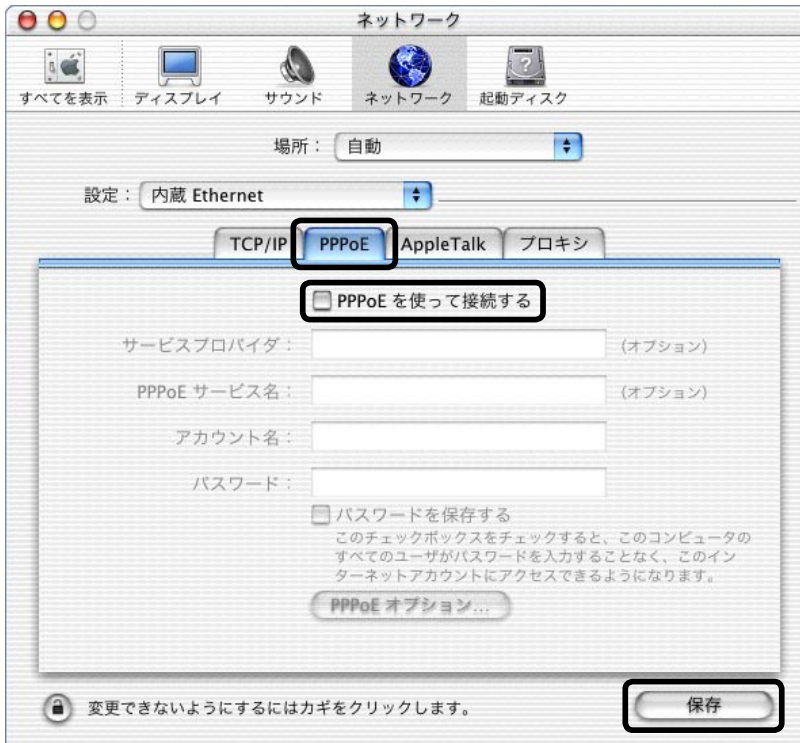 ネットワーク
すべてを表示 ディスプレイ サウンド ネットワーク 起動ディスク
場所： 自動
設定： 内蔵 Ethernet
TCP/IP PPPoE AppleTalk プロキシ
PPPoE を使って接続する
サービスプロバイダ： (オプション)
PPPoE サービス名： (オプション)
アカウント名：
パスワード：
パスワードを保存する
このチェックボックスをチェックすると、このコンピュータの
すべてのユーザがパスワードを入力することなく、このイン
ターネットアカウントにアクセスできるようになります。
PPPoE オプション...
変更できないようにするにはカギをクリックします。
保存